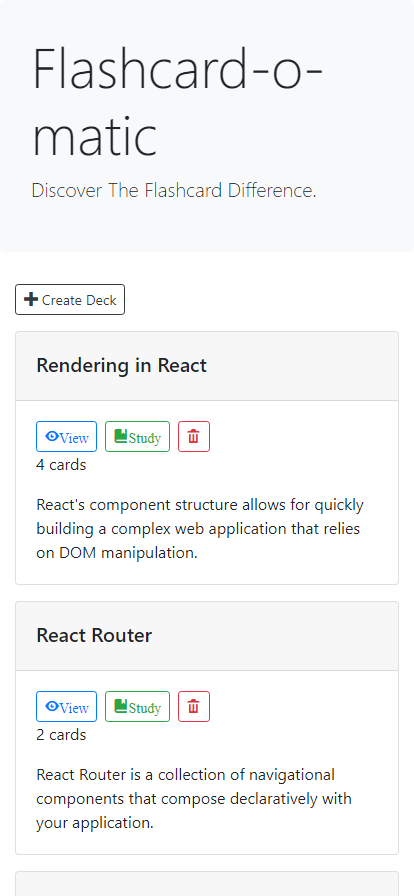 Flashcard-o-
matic
Discover The Flashcard Difference.
Create Deck
Rendering in React
View Study
4 cards
React's component structure allows for quickly
building a complex web application that relies
on DOM manipulation.
React Router
View Study
2 cards
React Router is a collection of navigational
components that compose declaratively with
your application.